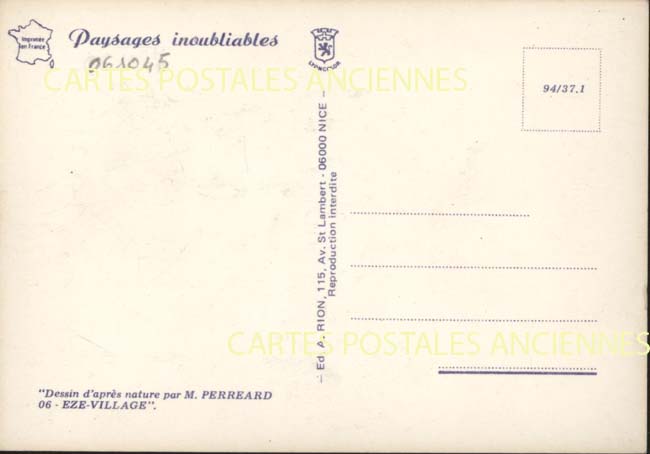 Imprimée
en France
Paysages inoubliables
061045
CARTES POSTALES ANCIENNES
94/37.1
— Ed. A. RION, 115, Av. St Lambert - 06000 NICE —
Reproduction interdite
CARTES POSTALES ANCIENNES
"Dessin d'après nature par M. PERREARD
06 - EZE-VILLAGE".